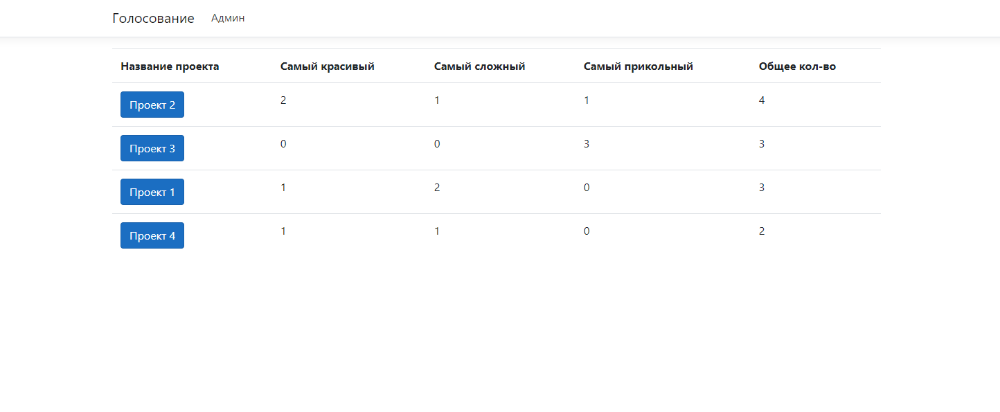 Голосование Админ
Название проекта Самый красивый Самый сложный Самый прикольный Общее кол-во
Проект 2 2 1 1 4
Проект 3 0 0 3 3
Проект 1 1 2 0 3
Проект 4 1 1 0 2